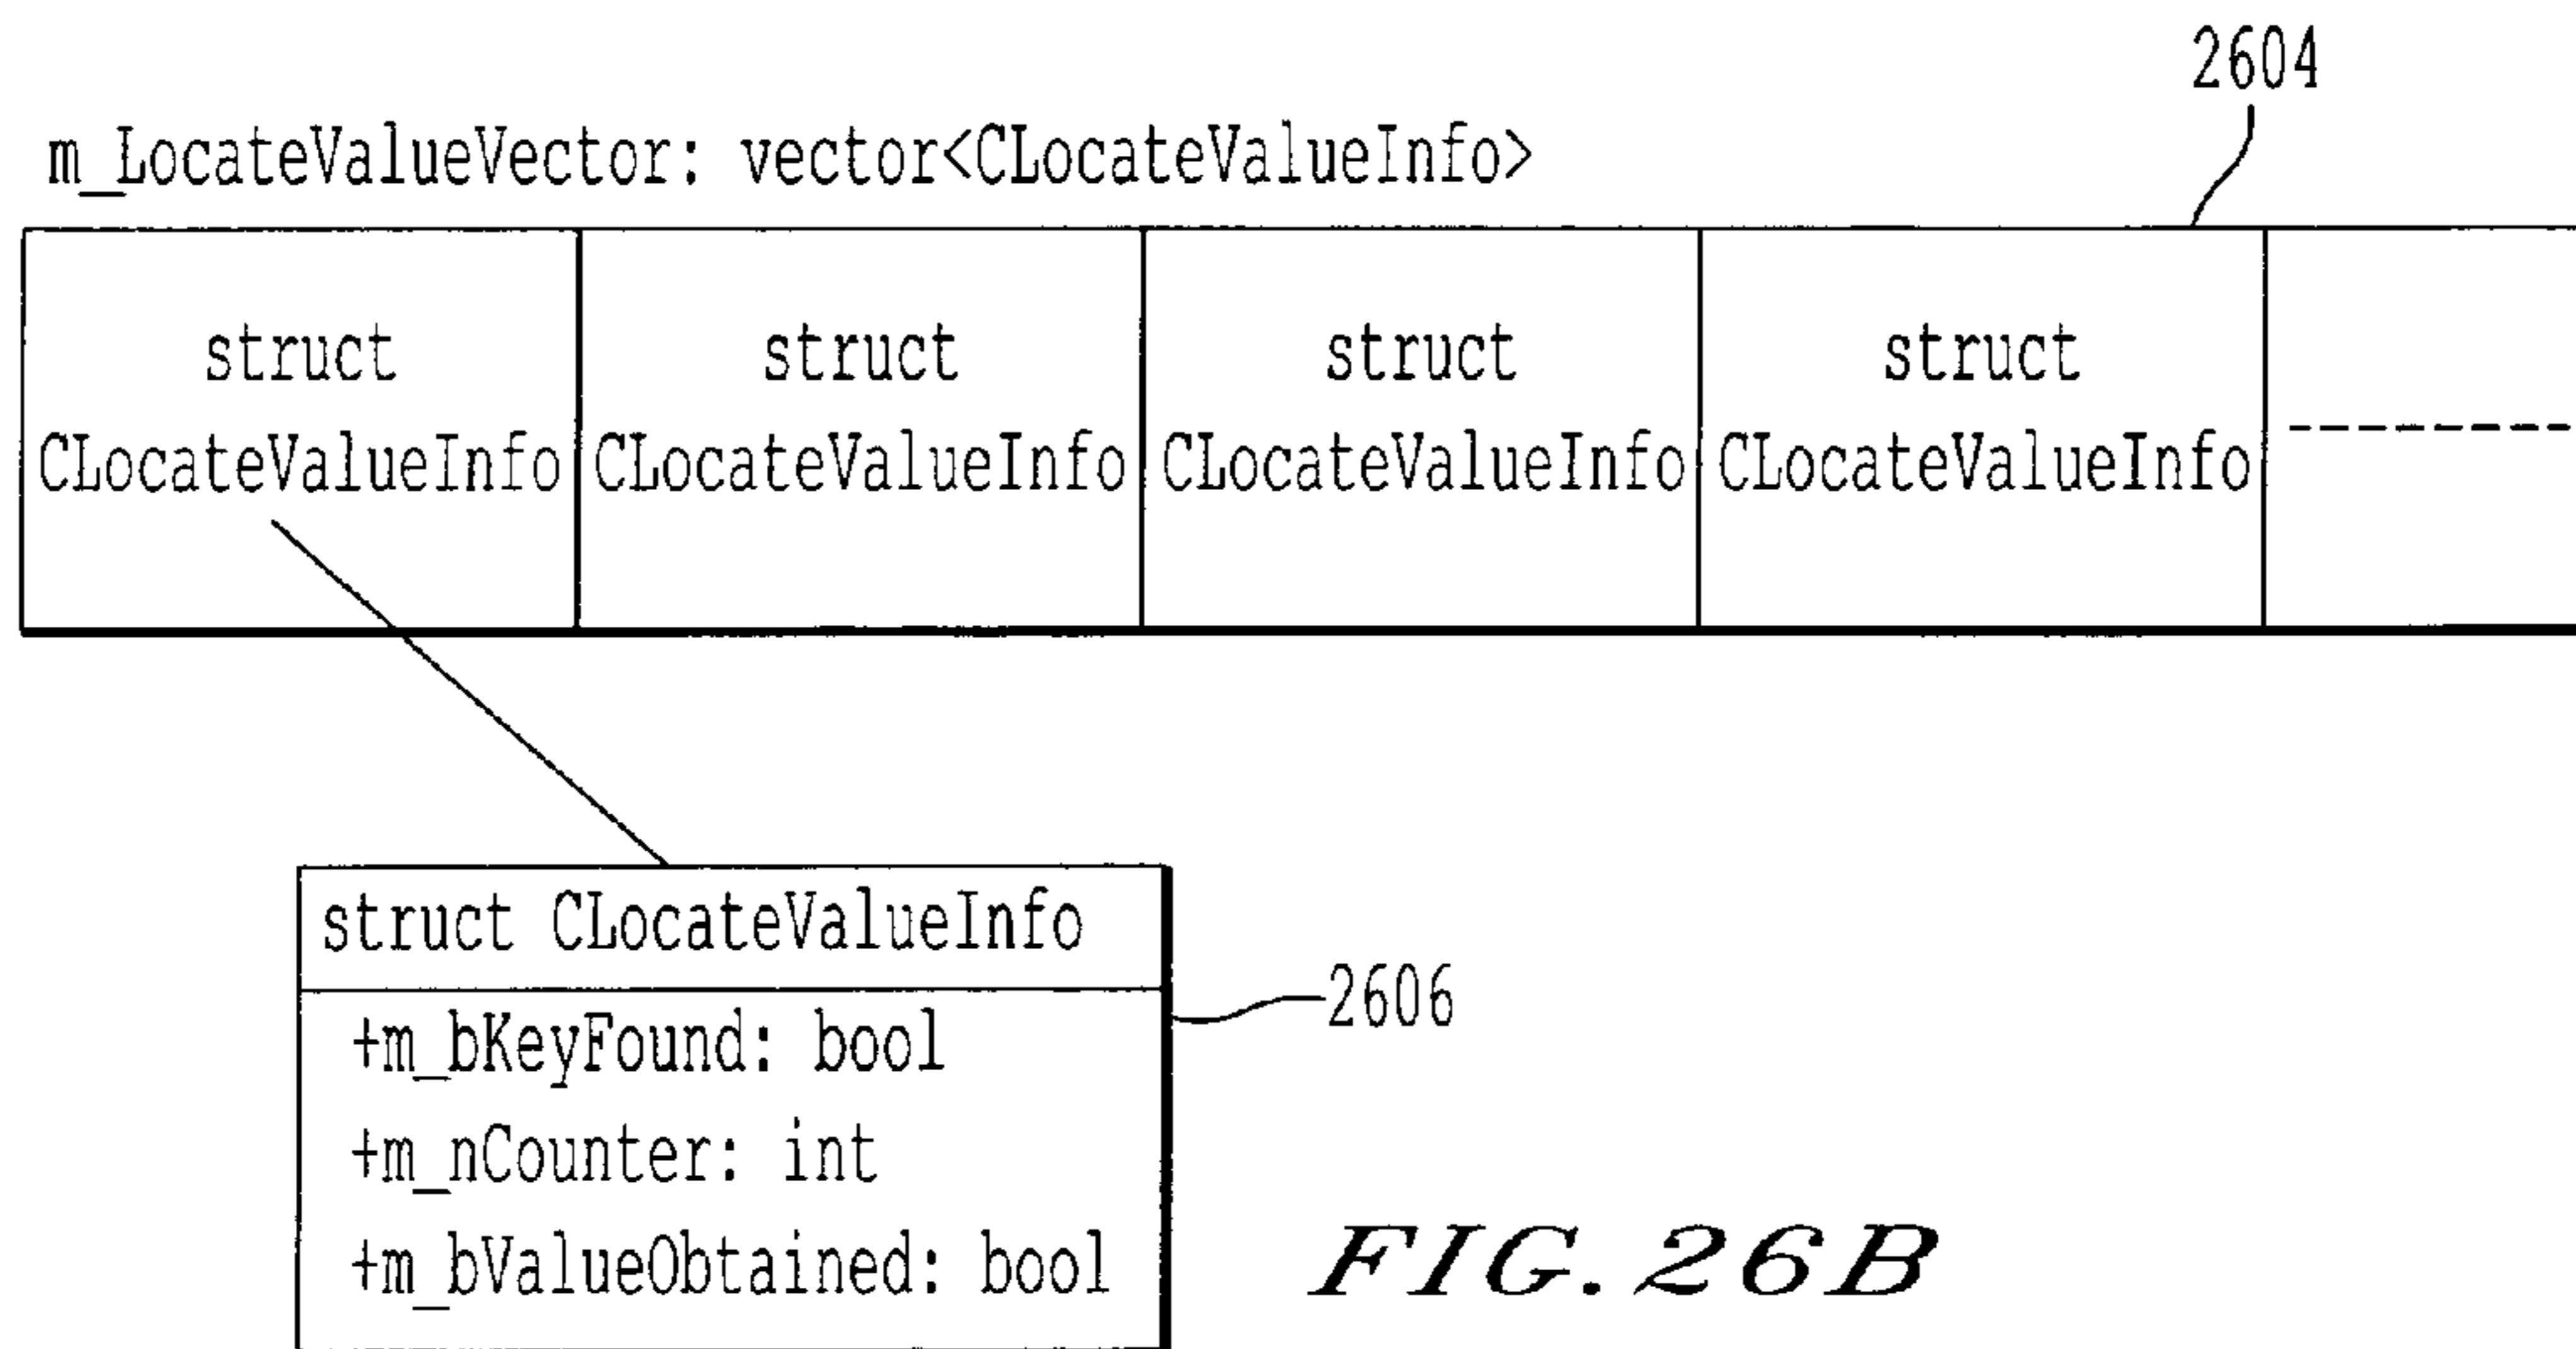 2604
m_LocateValueVector: vector<CLocateValueInfo>
struct
CLocateValueInfo
struct
CLocateValueInfo
struct
CLocateValueInfo
struct
CLocateValueInfo
struct CLocateValueInfo
2606
+m_bKeyFound: bool
+m_nCounter: int
+m_bValueObtained: bool
FIG. 26B